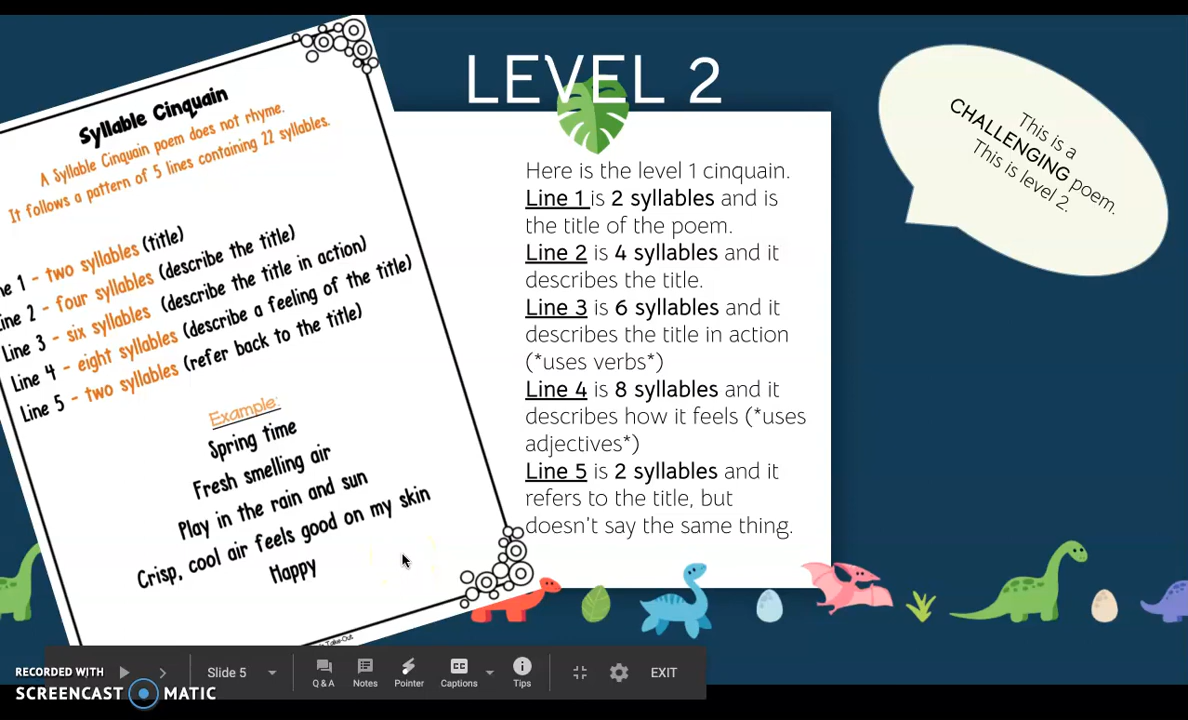 LEVEL 2
Syllable Cinquain
A Syllable Cinquain poem does not rhyme.
It follows a pattern of 5 lines containing 22 syllables.
ne 1 - two syllables (title)
ine 2 - four syllables (describe the title)
Line 3 - six syllables (describe the title in action)
Line 4 - eight syllables (describe a feeling of the title)
Line 5 - two syllables (refer back to the title)
Example:
Spring time
Fresh smelling air
Play in the rain and sun
Crisp, cool air feels good on my skin
Happy
Take-Out
Here is the level 1 cinquain.
Line 1 is 2 syllables and is
the title of the poem.
Line 2 is 4 syllables and it
describes the title.
Line 3 is 6 syllables and it
describes the title in action
(*uses verbs*)
Line 4 is 8 syllables and it
describes how it feels (*uses
adjectives*)
Line 5 is 2 syllables and it
refers to the title, but
doesn't say the same thing.
This is a
CHALLENGING poem.
This is level 2.
RECORDED WITH
SCREENCAST MATIC
Slide 5
Q & A
Notes
Pointer
CC
Captions
Tips
EXIT